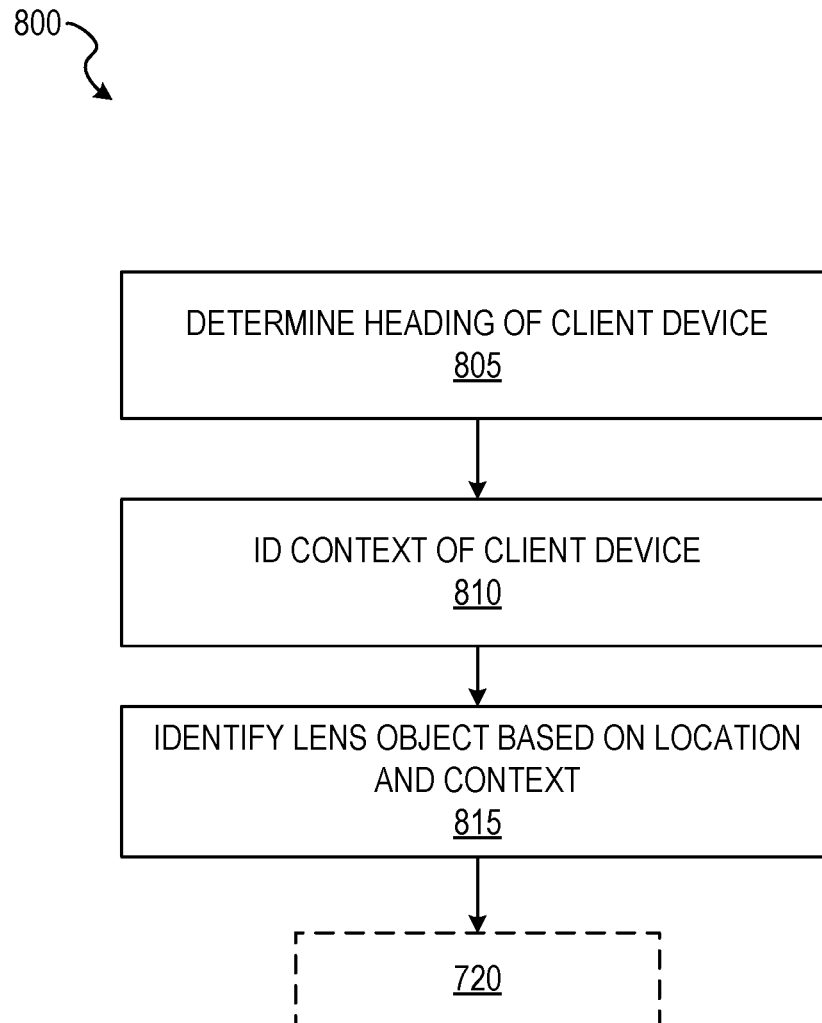 800
DETERMINE HEADING OF CLIENT DEVICE
805
ID CONTEXT OF CLIENT DEVICE
810
IDENTIFY LENS OBJECT BASED ON LOCATION
AND CONTEXT
815
720